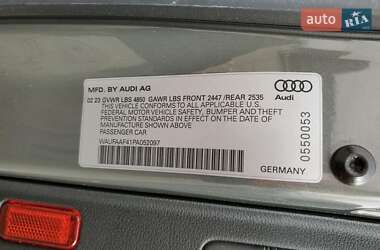 auto RIA
MFD. BY AUDI AG
02 23 GVWR LBS 4850 GAWR LBS FRONT 2447 /REAR 2535
THIS VEHICLE CONFORMS TO ALL APPLICABLE U.S.
FEDERAL MOTOR VEHICLE SAFETY, BUMPER AND THEFT
PREVENTION STANDARDS IN EFFECT ON THE DATE OF
MANUFACTURE SHOWN ABOVE.
PASSENGER CAR
WAUFAAF41PA052097
Audi
0550053
GERMANY